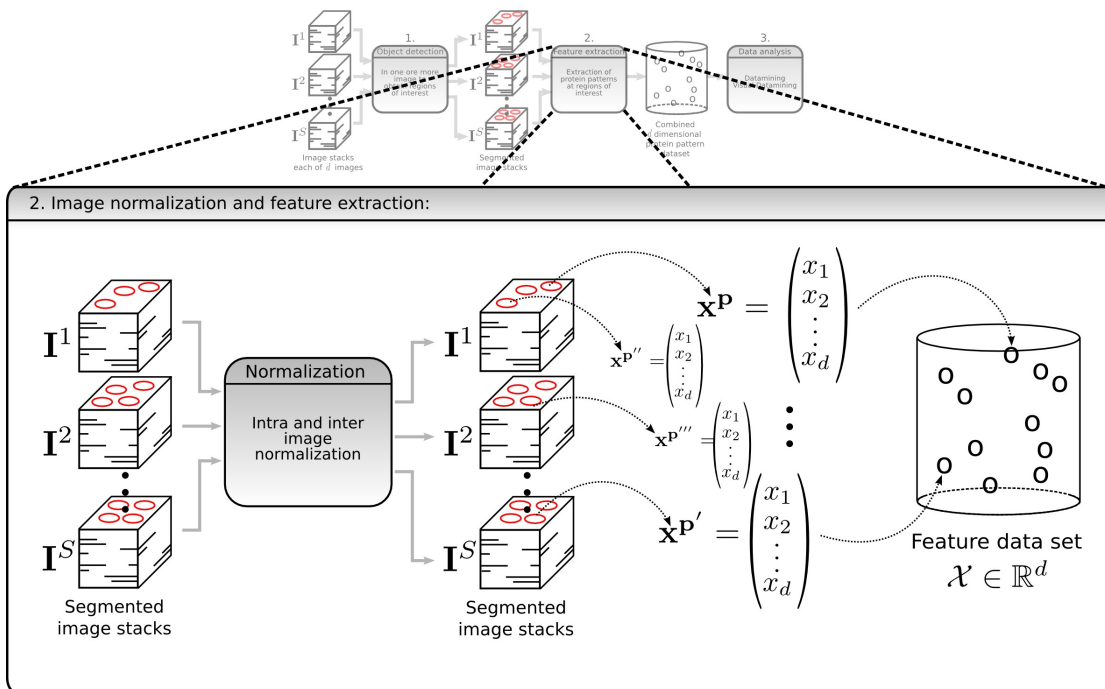 1.
2.
3.
I¹
I²
I^S
Image stacks
each of d images
Object detection
In one ore more
image
regions
of interest
I¹
I²
I^S
Segmented
image stacks
Feature extraction
Extraction of
protein patterns
at regions
of interest
Combined
d dimensional
protein pattern
dataset
Data analysis
Datamining
Visual Datamining
2. Image normalization and feature extraction:
I¹
I²
I^S
Segmented
image stacks
Normalization
Intra and inter
image
normalization
I¹
I²
I^S
Segmented
image stacks
x^p = (x₁ x₂ ⋮ x_d)
x^p'' = (x₁ x₂ ⋮ x_d)
x^p''' = (x₁ x₂ ⋮ x_d)
x^p' = (x₁ x₂ ⋮ x_d)
Feature data set
𝒳 ∈ ℝ^d